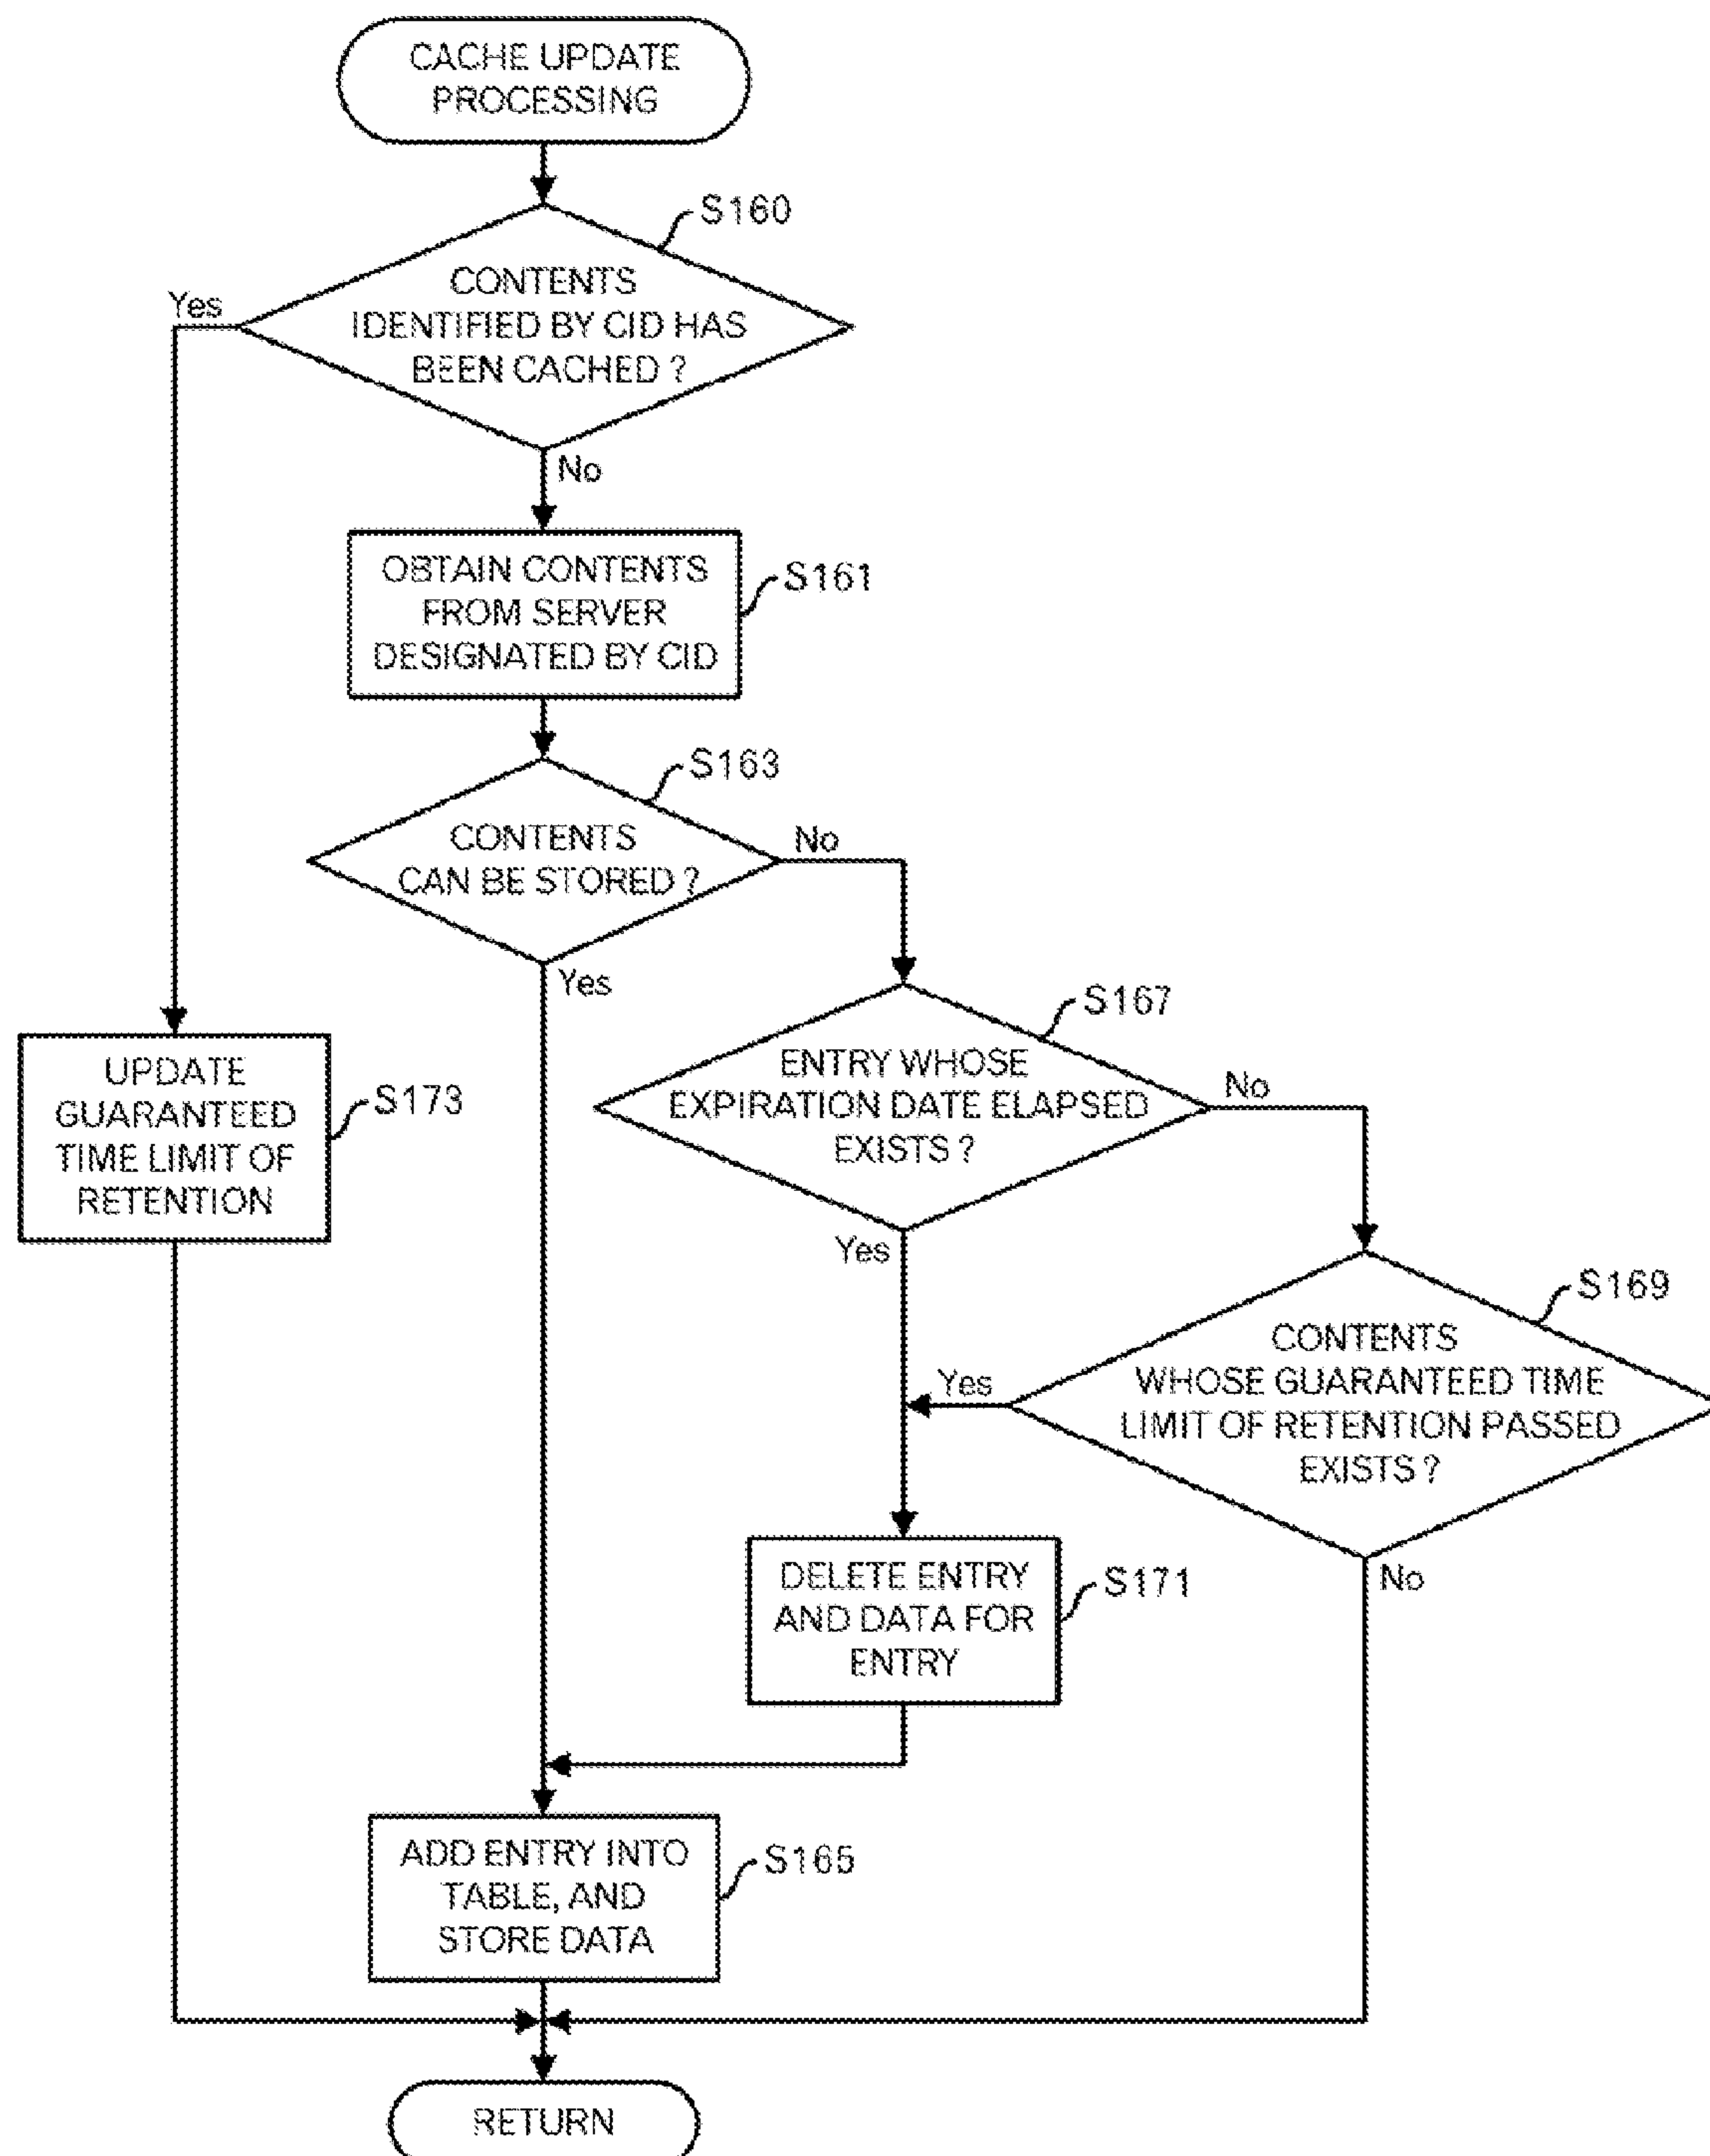 CACHE UPDATE
PROCESSING
S160
CONTENTS
IDENTIFIED BY CID HAS
BEEN CACHED ?
Yes
No
OBTAIN CONTENTS
FROM SERVER
DESIGNATED BY CID
S161
S163
CONTENTS
CAN BE STORED ?
No
Yes
S167
ENTRY WHOSE
EXPIRATION DATE ELAPSED
EXISTS ?
No
Yes
UPDATE
GUARANTEED
TIME LIMIT OF
RETENTION
S173
S169
CONTENTS
WHOSE GUARANTEED TIME
LIMIT OF RETENTION PASSED
EXISTS ?
Yes
No
DELETE ENTRY
AND DATA FOR
ENTRY
S171
ADD ENTRY INTO
TABLE, AND
STORE DATA
S165
RETURN